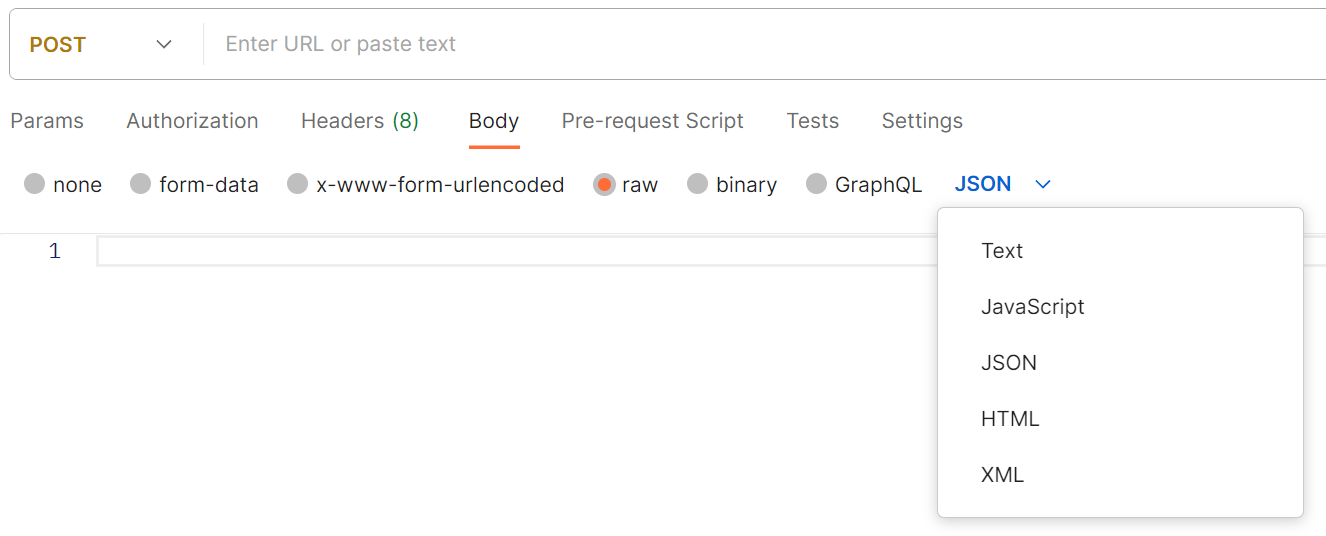 POST Enter URL or paste text
Params Authorization Headers (8) Body Pre-request Script Tests Settings
none form-data x-www-form-urlencoded raw binary GraphQL JSON
1
Text
JavaScript
JSON
HTML
XML